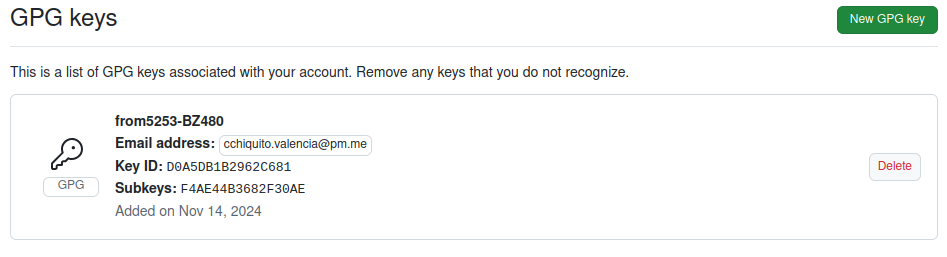 GPG keys
New GPG key
This is a list of GPG keys associated with your account. Remove any keys that you do not recognize.
from5253-BZ480
Email address: cchiquito.valencia@pm.me
Key ID: D0A5DB1B2962C681
GPG
Subkeys: F4AE44B3682F30AE
Added on Nov 14, 2024
Delete